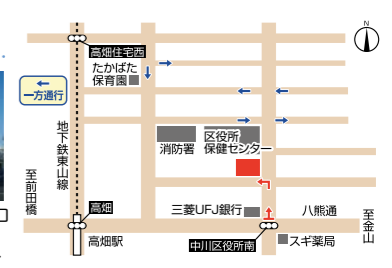 N
高畑住宅西
たかばた
保育園
一方通行
地下鉄東山線
消防署
区役所
保健センター
至前田橋
高畑
三菱UFJ銀行
八熊通
至金山
高畑駅
中川区役所南
スギ薬局